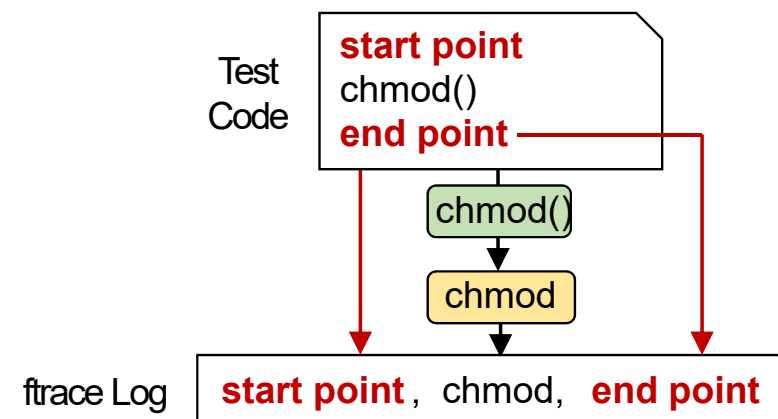 Test
Code
start point
chmod()
end point
chmod()
chmod
ftrace Log
start point, chmod, end point